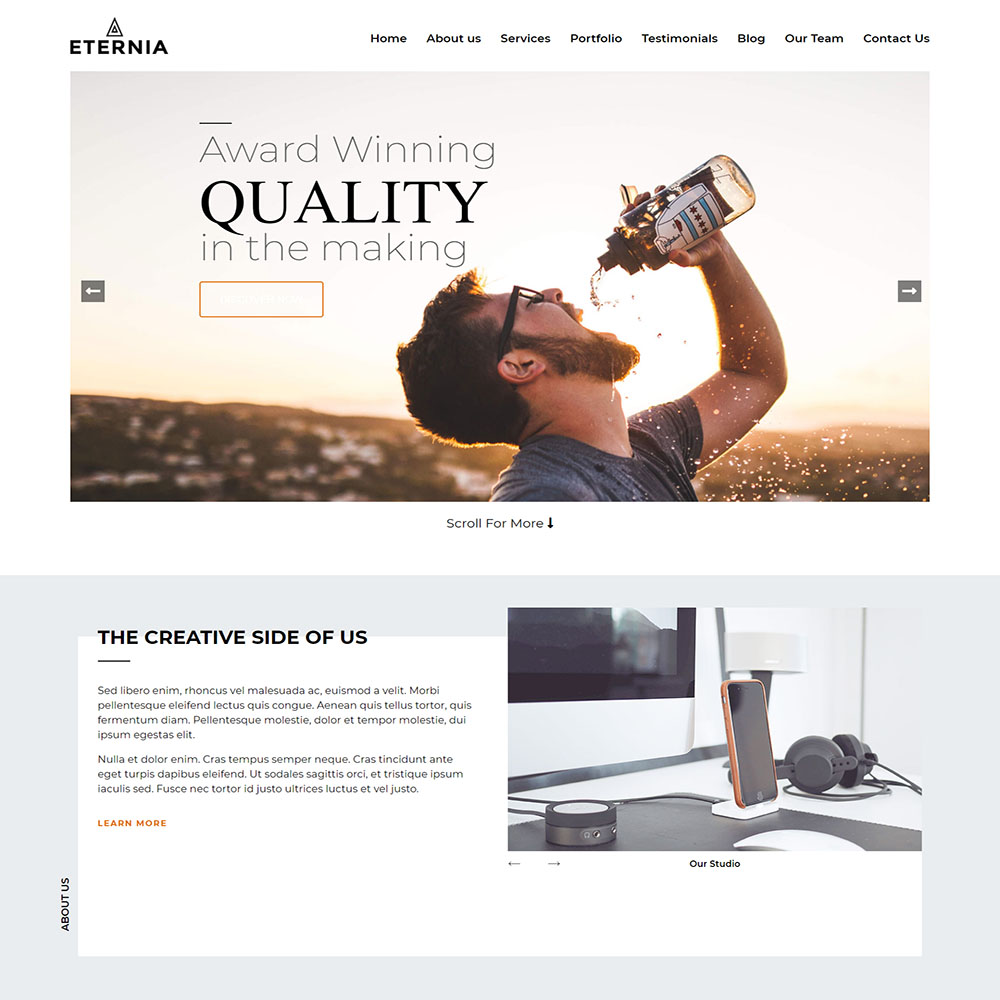 ETERNIA
Home About us Services Portfolio Testimonials Blog Our Team Contact Us
Award Winning
QUALITY
in the making
DISCOVER NOW
Scroll For More
THE CREATIVE SIDE OF US
Sed libero enim, rhoncus vel malesuada ac, euismod a velit. Morbi
pellentesque eleifend lectus quis congue. Aenean quis tellus tortor, quis
fermentum diam. Pellentesque molestie, dolor et tempor molestie, dui
ipsum egestas elit.
Nulla et dolor enim. Cras tempus semper neque. Cras tincidunt ante
eget turpis dapibus eleifend. Ut sodales sagittis orci, et tristique ipsum
iaculis sed. Fusce nec tortor id justo ultrices luctus et vel justo.
LEARN MORE
Our Studio
ABOUT US